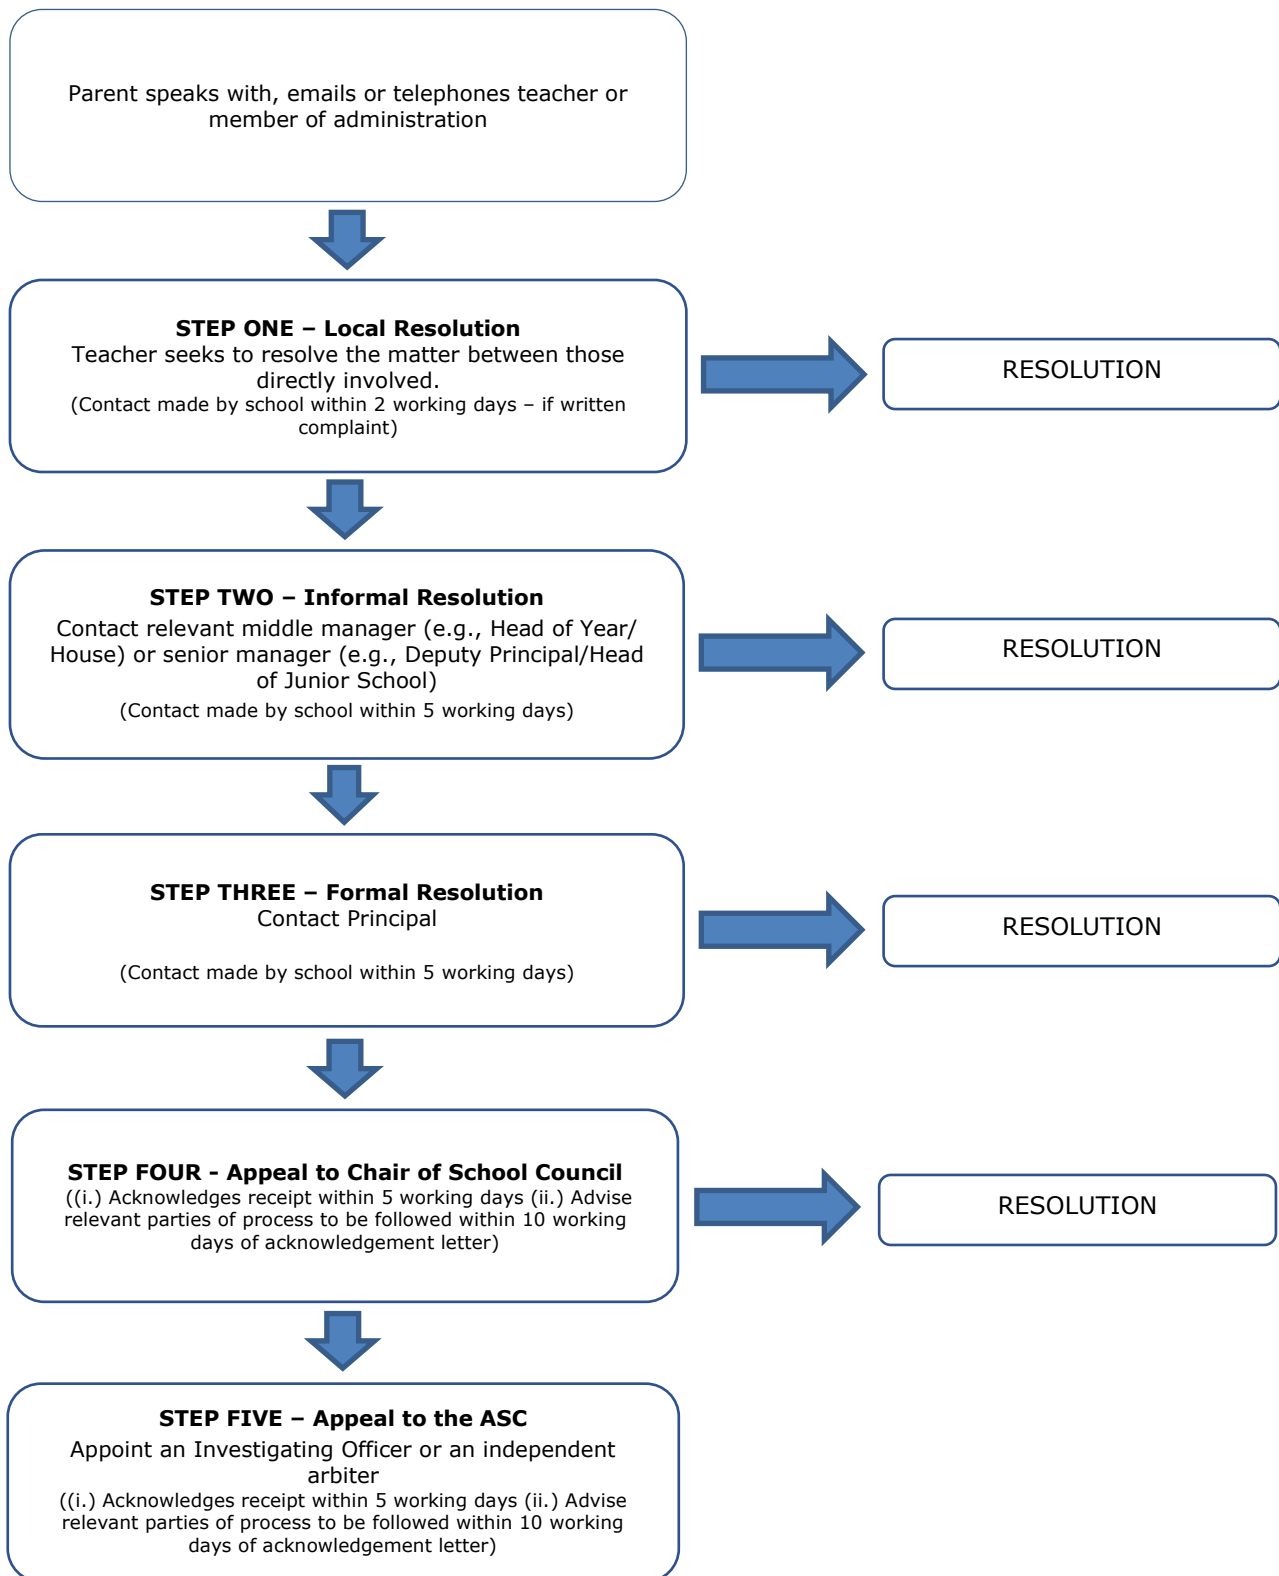 Parent speaks with, emails or telephones teacher or
member of administration
STEP ONE – Local Resolution
Teacher seeks to resolve the matter between those
directly involved.
(Contact made by school within 2 working days – if written
complaint)
RESOLUTION
STEP TWO – Informal Resolution
Contact relevant middle manager (e.g., Head of Year/
House) or senior manager (e.g., Deputy Principal/Head
of Junior School)
(Contact made by school within 5 working days)
RESOLUTION
STEP THREE – Formal Resolution
Contact Principal
(Contact made by school within 5 working days)
RESOLUTION
STEP FOUR - Appeal to Chair of School Council
((i.) Acknowledges receipt within 5 working days (ii.) Advise
relevant parties of process to be followed within 10 working
days of acknowledgement letter)
RESOLUTION
STEP FIVE – Appeal to the ASC
Appoint an Investigating Officer or an independent
arbiter
((i.) Acknowledges receipt within 5 working days (ii.) Advise
relevant parties of process to be followed within 10 working
days of acknowledgement letter)